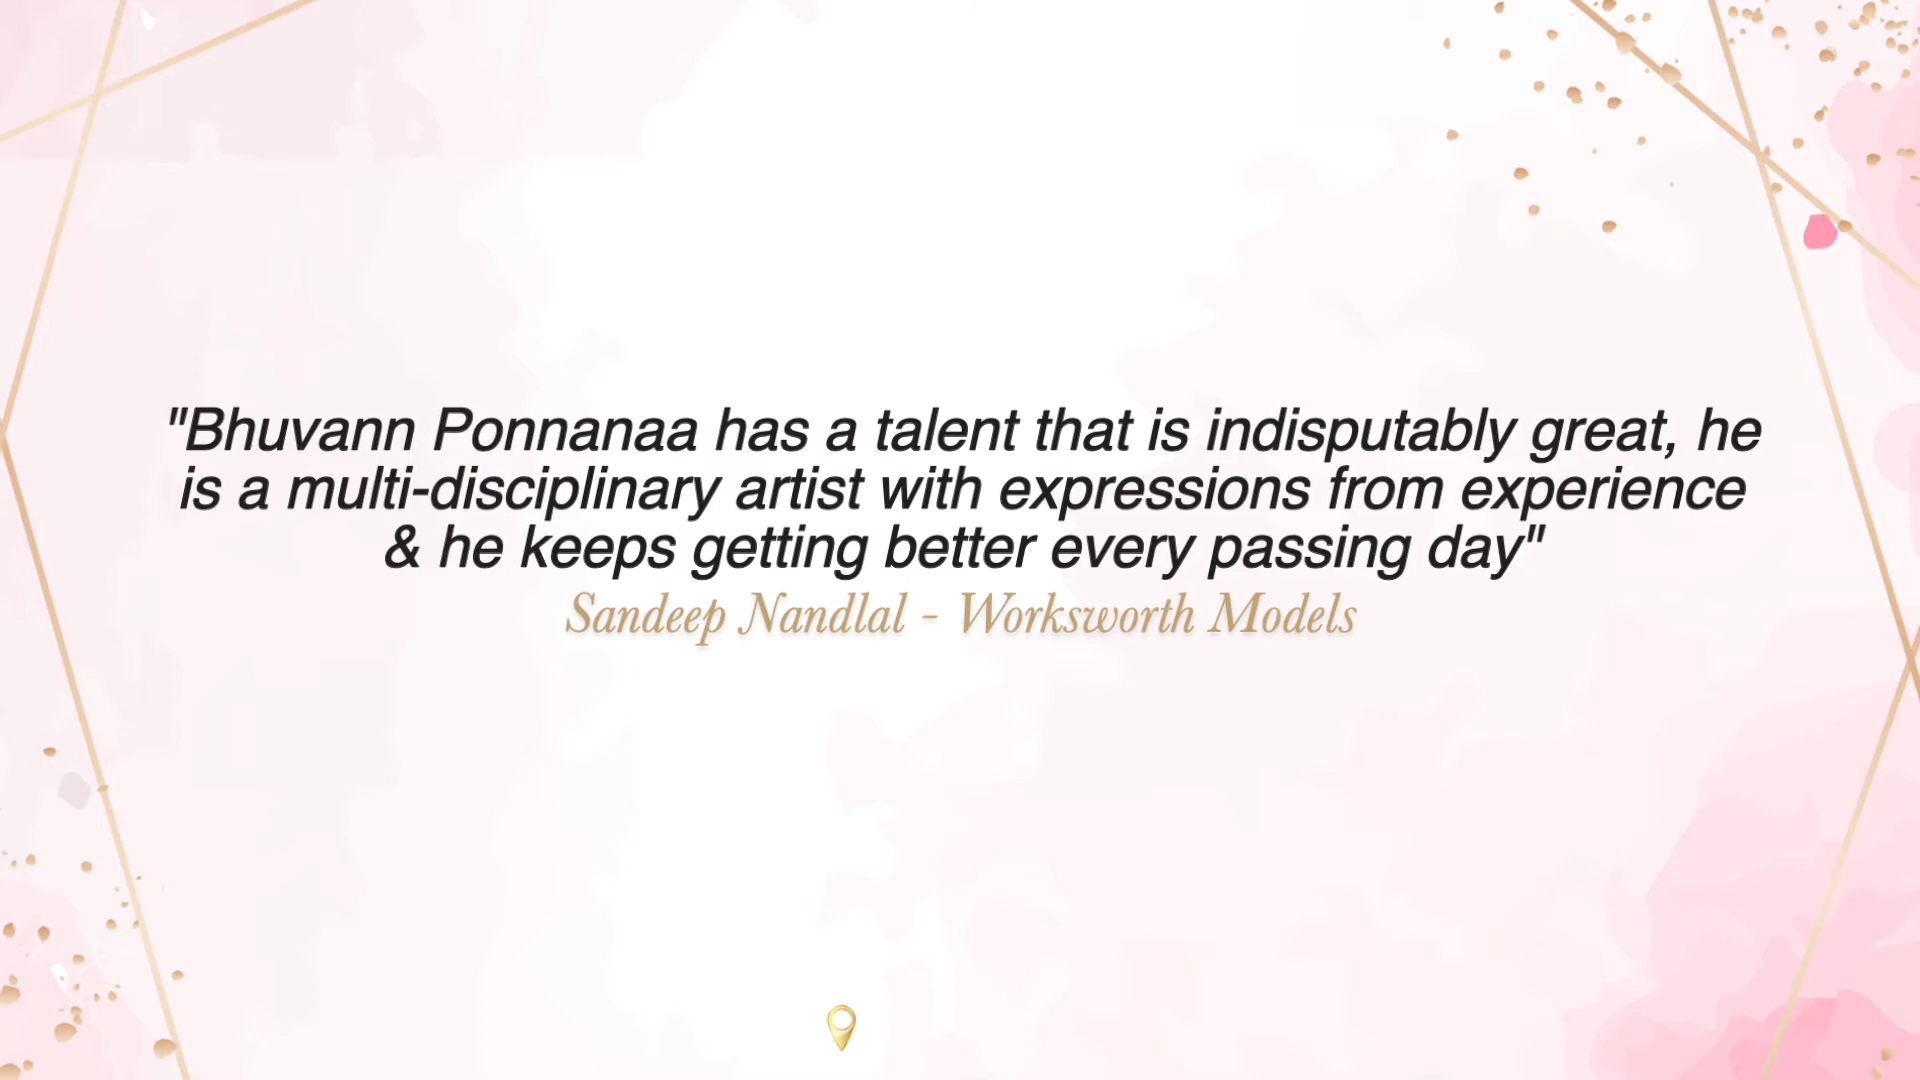 "Bhuvann Ponnanaa has a talent that is indisputably great, he
is a multi-disciplinary artist with expressions from experience
& he keeps getting better every passing day"
Sandeep Nandlal - Worksworth Models